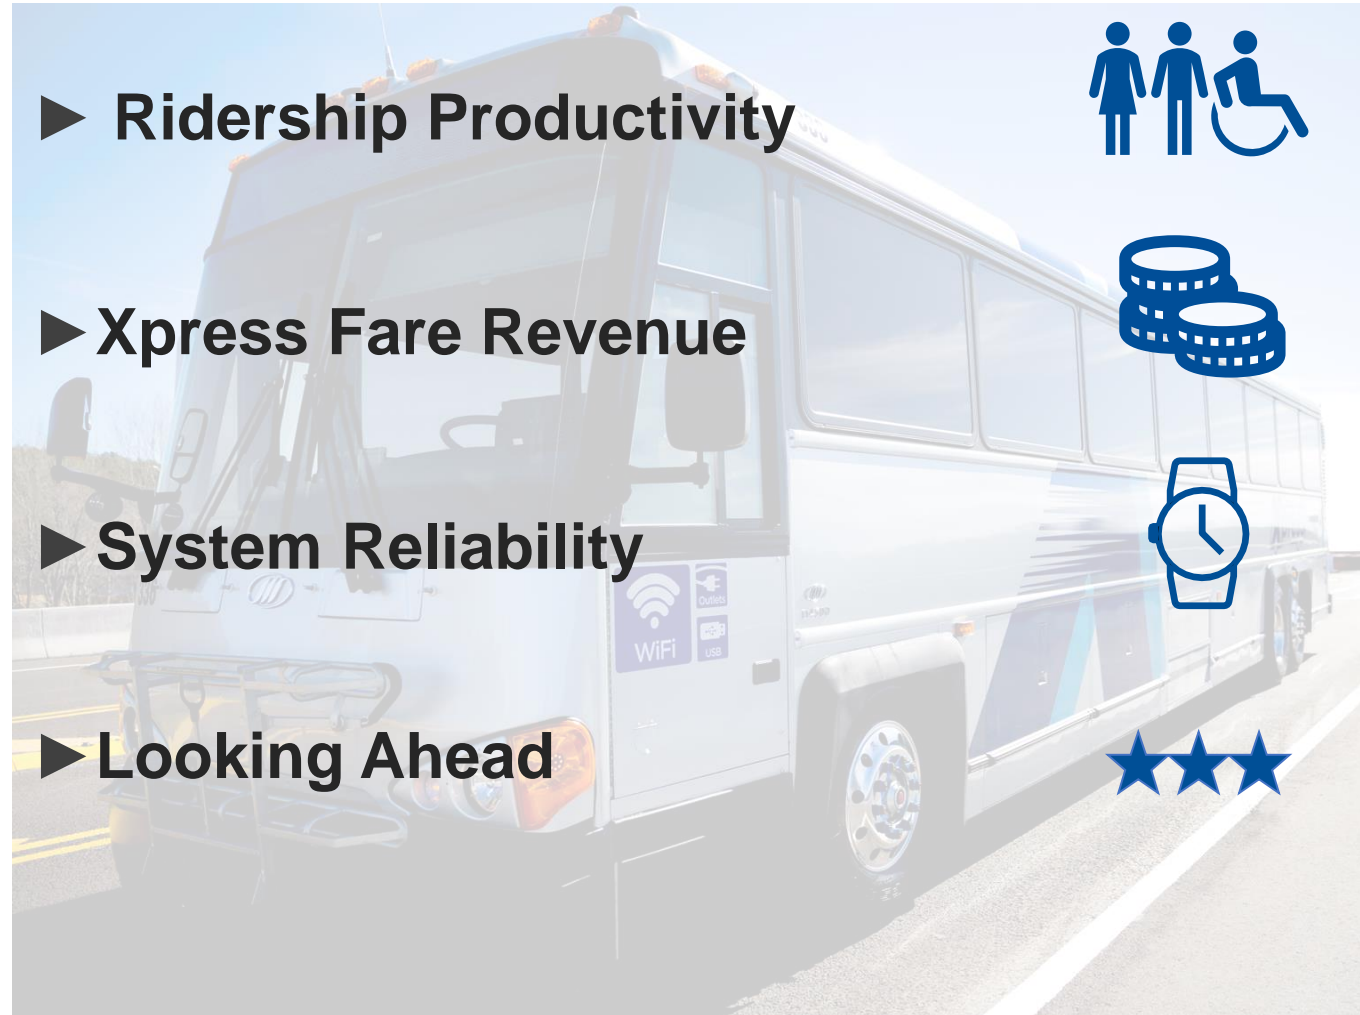 ► Ridership Productivity
►Xpress Fare Revenue
►System Reliability
Outlets
WiFi
USB
►Looking Ahead